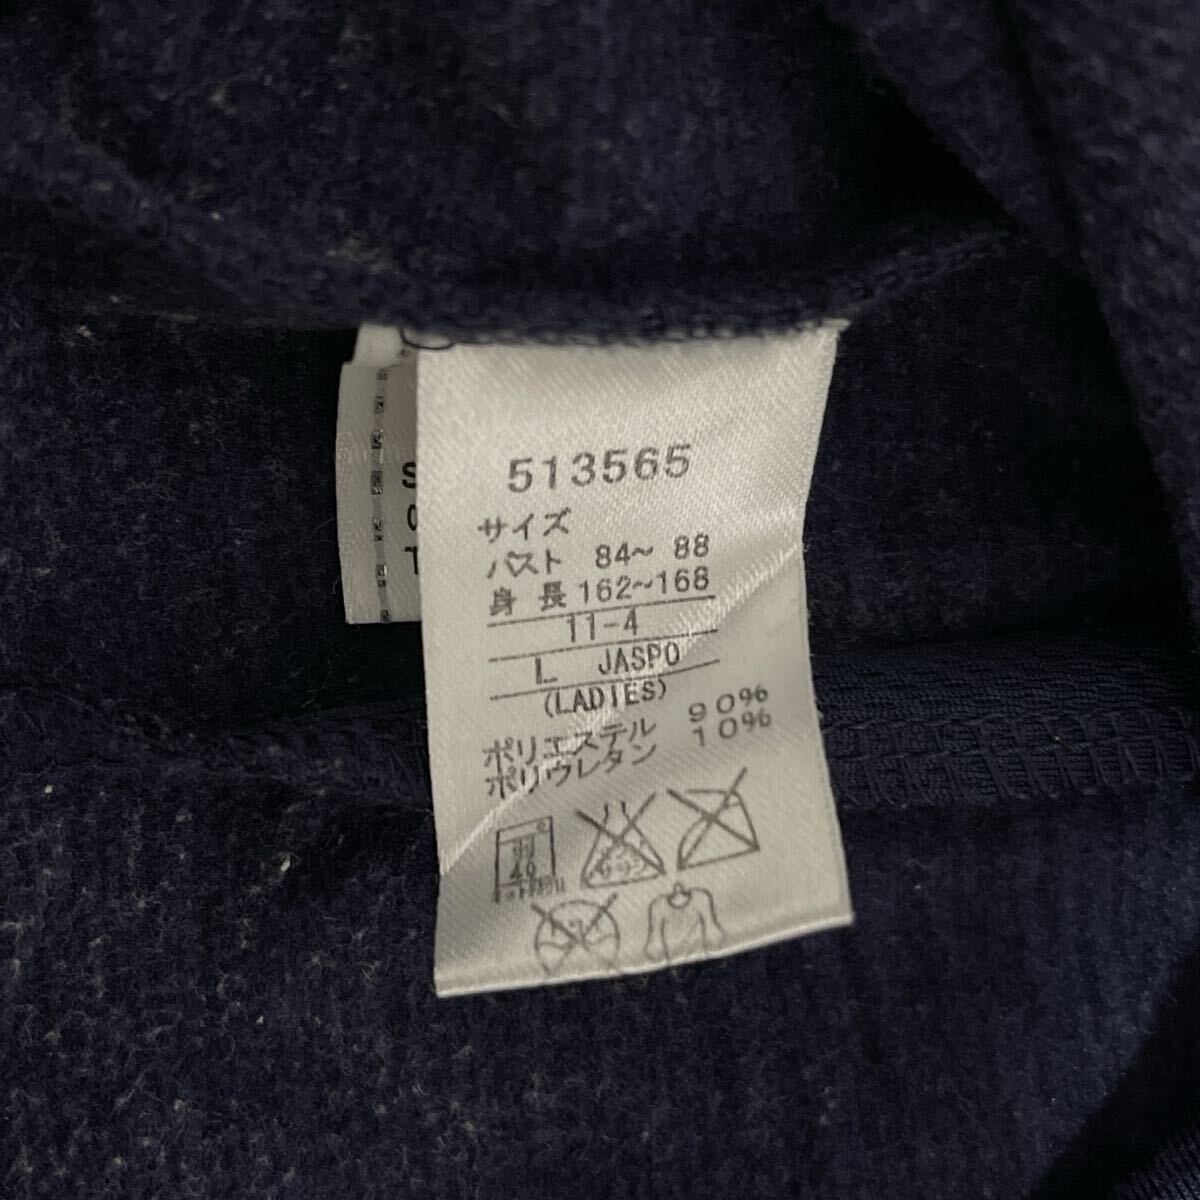 513565
サイズ
バスト 84~ 88
身 長 162~168
11-4
L JASPO
(LADIES)
ポリエステル 90%
ポリウレタン 10%
40